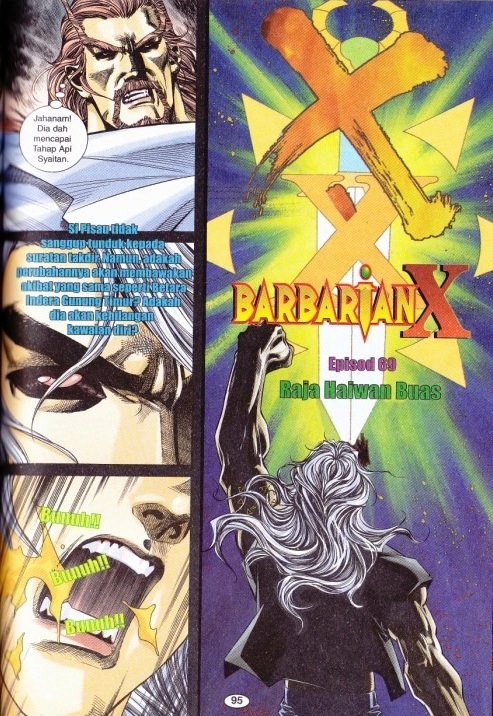 Jahanam!
Dia dah
mencapai
Tahap Api
Syaitan.
Si Pisau tidak
sanggup tunduk kepada
suratan takdir. Namun, adakah
perubahannya akan membawakan
akibat yang sama seperti Betara
Indera Gunung Timur? Adakah
dia akan kehilangan
kawalan diri?
Bunuh!!
Bunuh!!
Bunuh!!
X
X
BARBARIAN X
Episod 69
Raja Haiwan Buas
95